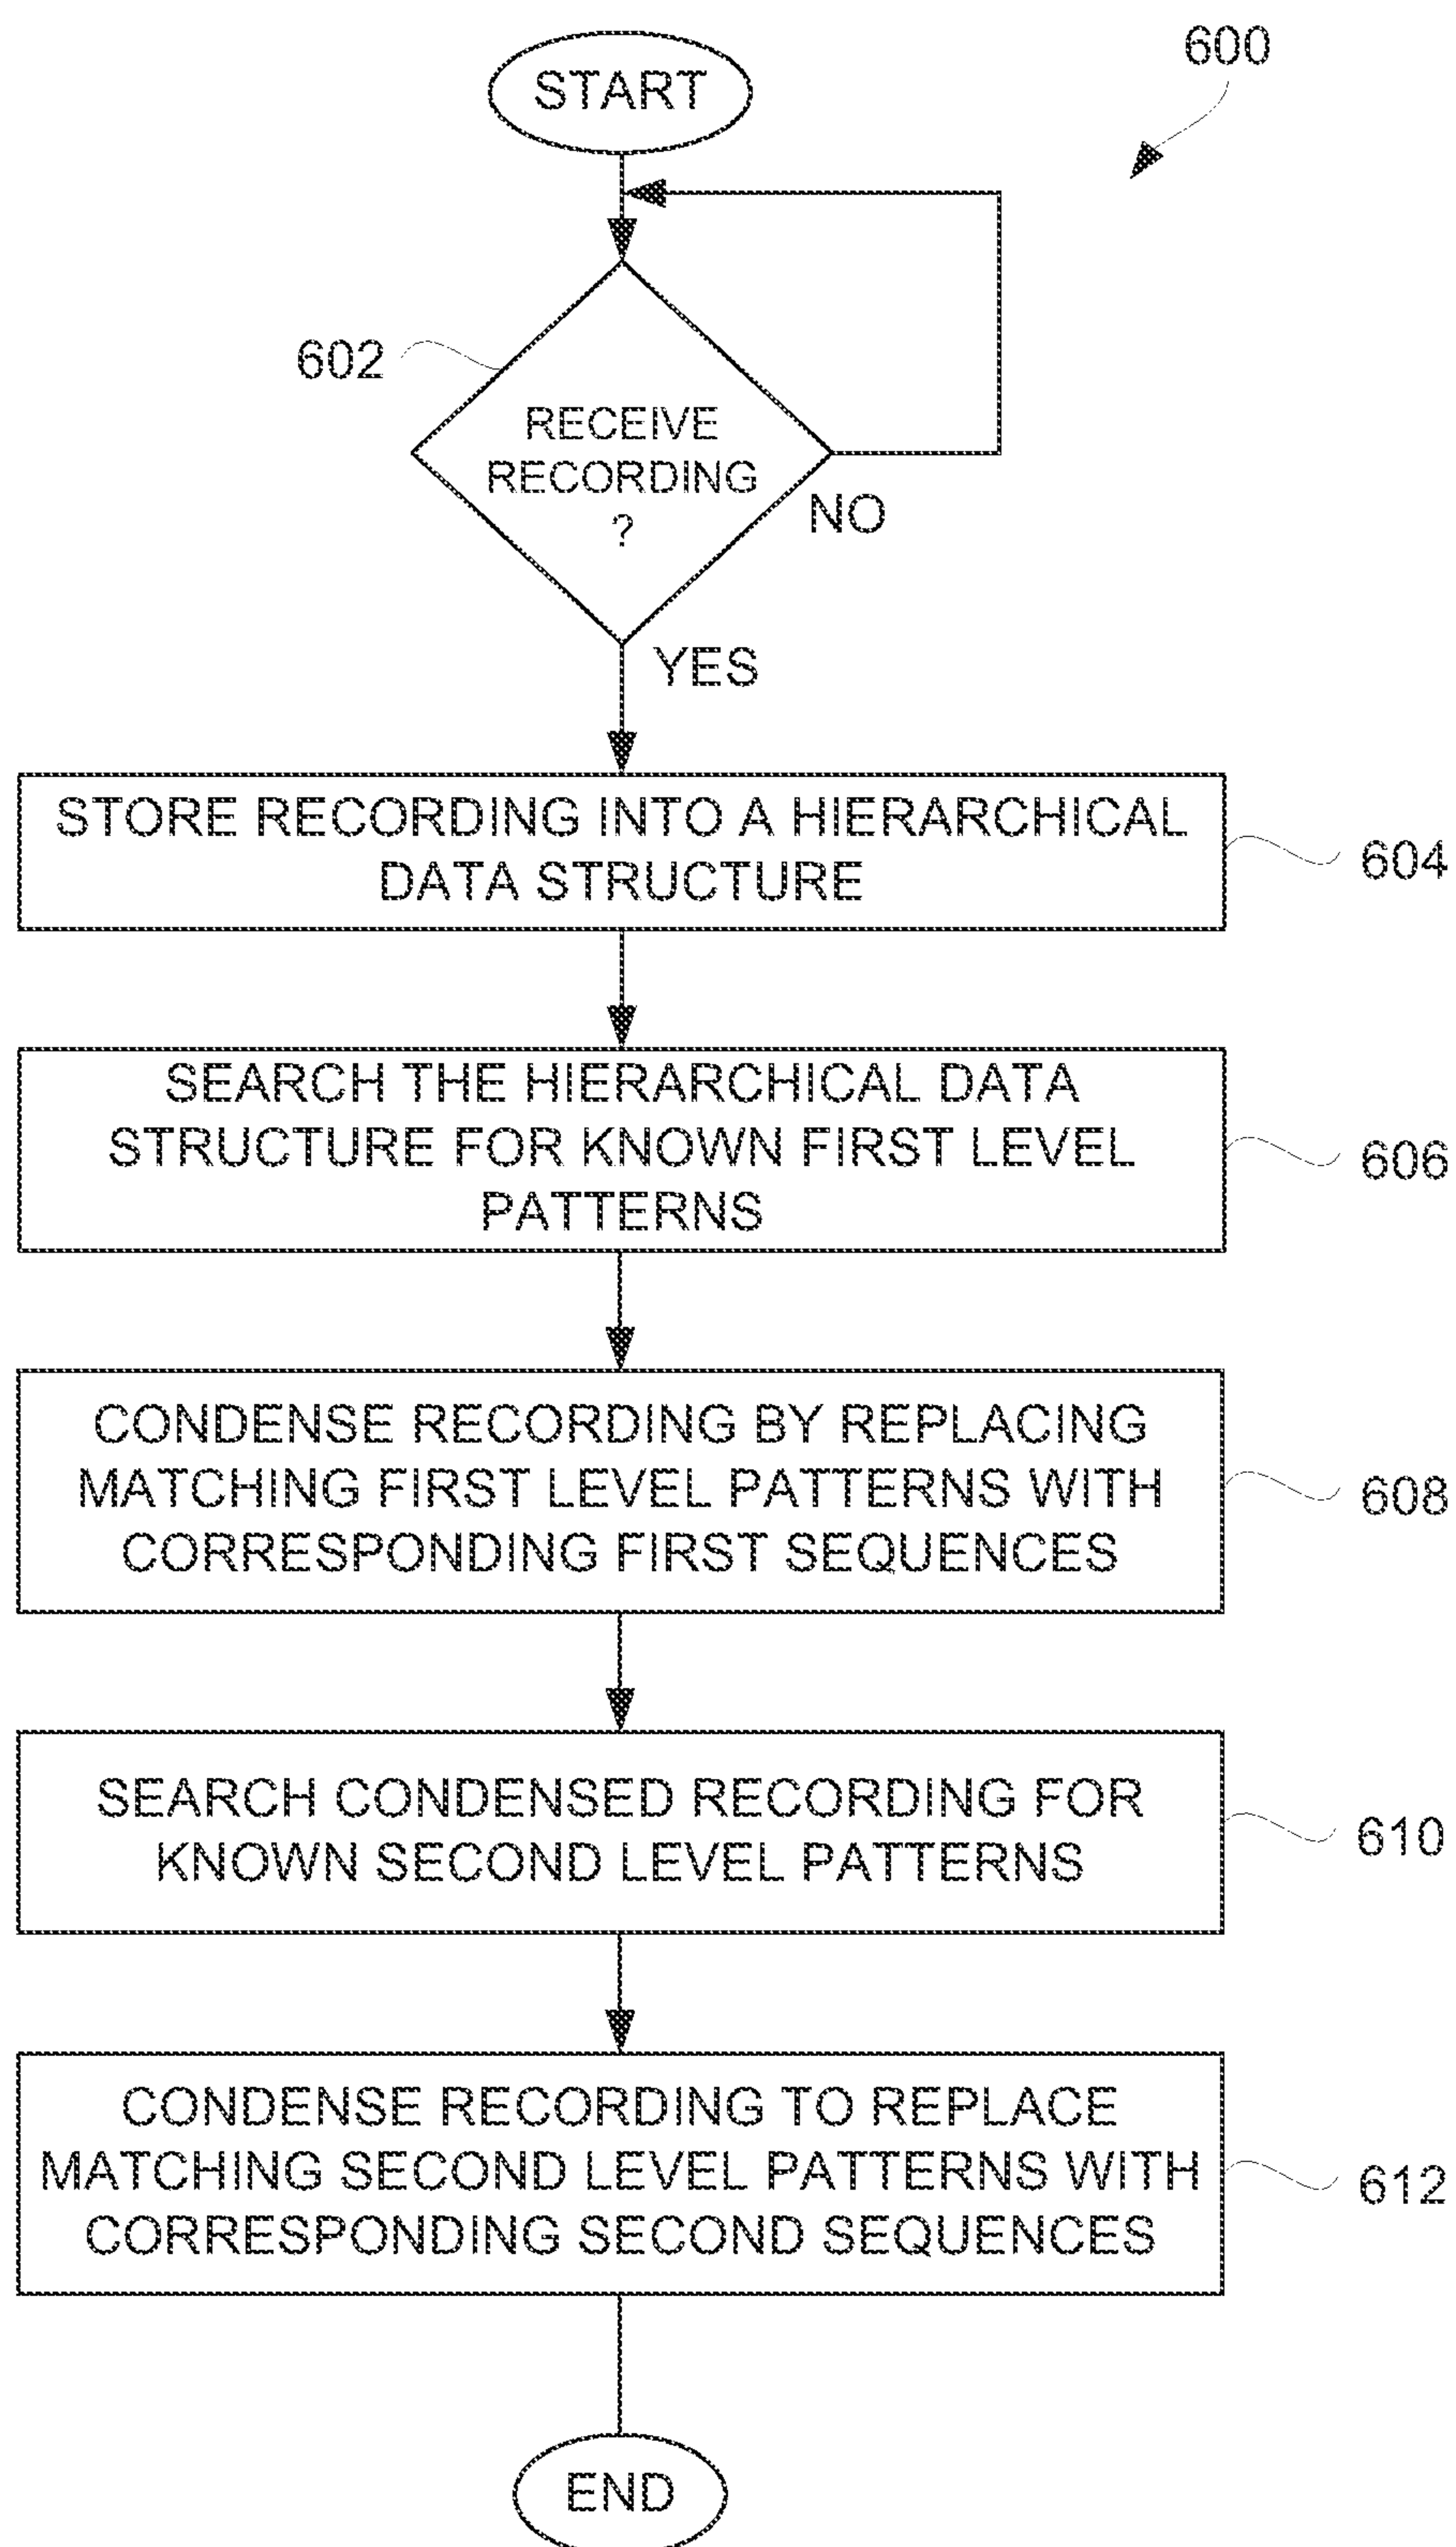 600
START
602
RECEIVE
RECORDING
?
NO
YES
STORE RECORDING INTO A HIERARCHICAL
DATA STRUCTURE
604
SEARCH THE HIERARCHICAL DATA
STRUCTURE FOR KNOWN FIRST LEVEL
PATTERNS
606
CONDENSE RECORDING BY REPLACING
MATCHING FIRST LEVEL PATTERNS WITH
CORRESPONDING FIRST SEQUENCES
608
SEARCH CONDENSED RECORDING FOR
KNOWN SECOND LEVEL PATTERNS
610
CONDENSE RECORDING TO REPLACE
MATCHING SECOND LEVEL PATTERNS WITH
CORRESPONDING SECOND SEQUENCES
612
END